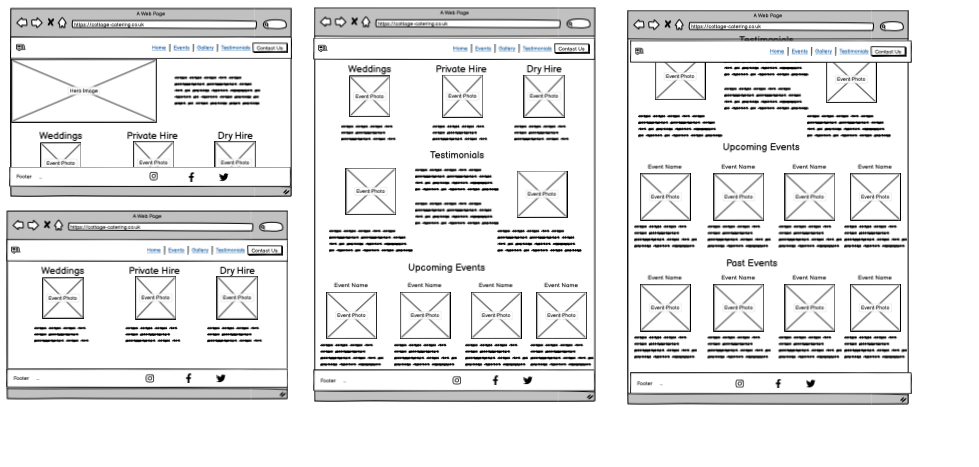 A Web Page
https://cottage-catering.co.uk
Home Events Gallery Testimonials Contact Us
Hero Image
Weddings Private Hire Dry Hire
Event Photo Event Photo Event Photo
Footer
A Web Page
https://cottage-catering.co.uk
Home Events Gallery Testimonials Contact Us
Weddings Private Hire Dry Hire
Event Photo Event Photo Event Photo
Footer
A Web Page
https://cottage-catering.co.uk
Home Events Gallery Testimonials Contact Us
Weddings Private Hire Dry Hire
Event Photo Event Photo Event Photo
Testimonials
Event Photo Event Photo
Upcoming Events
Event Name Event Name Event Name Event Name
Event Photo Event Photo Event Photo Event Photo
Footer
A Web Page
https://cottage-catering.co.uk
Testimonials
Home Events Gallery Testimonials Contact Us
Event Photo Event Photo
Upcoming Events
Event Name Event Name Event Name Event Name
Event Photo Event Photo Event Photo Event Photo
Past Events
Event Name Event Name Event Name Event Name
Event Photo Event Photo Event Photo Event Photo
Footer